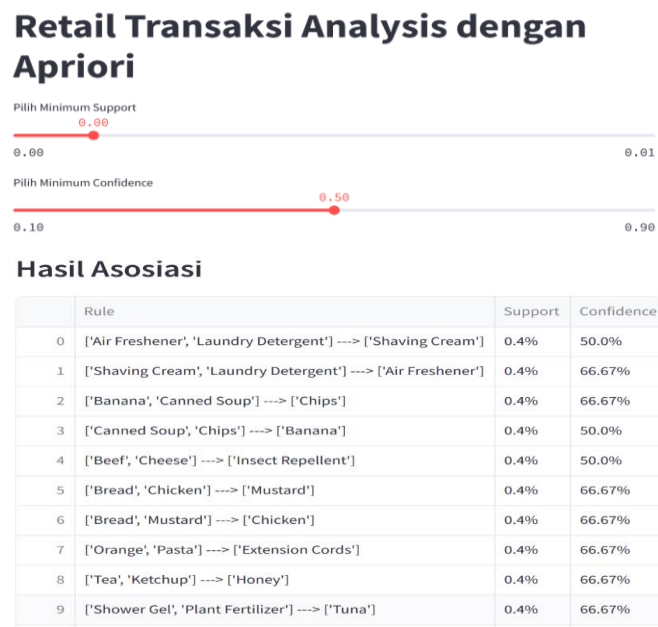 Retail Transaksi Analysis dengan
Apriori
Pilih Minimum Support
0.00
0.00 0.01
Pilih Minimum Confidence
0.50
0.10 0.90
Hasil Asosiasi
Rule Support Confidence
0 ['Air Freshener', 'Laundry Detergent'] ---> ['Shaving Cream'] 0.4% 50.0%
1 ['Shaving Cream', 'Laundry Detergent'] ---> ['Air Freshener'] 0.4% 66.67%
2 ['Banana', 'Canned Soup'] ---> ['Chips'] 0.4% 66.67%
3 ['Canned Soup', 'Chips'] ---> ['Banana'] 0.4% 50.0%
4 ['Beef', 'Cheese'] ---> ['Insect Repellent'] 0.4% 50.0%
5 ['Bread', 'Chicken'] ---> ['Mustard'] 0.4% 66.67%
6 ['Bread', 'Mustard'] ---> ['Chicken'] 0.4% 66.67%
7 ['Orange', 'Pasta'] ---> ['Extension Cords'] 0.4% 66.67%
8 ['Tea', 'Ketchup'] ---> ['Honey'] 0.4% 66.67%
9 ['Shower Gel', 'Plant Fertilizer'] ---> ['Tuna'] 0.4% 66.67%